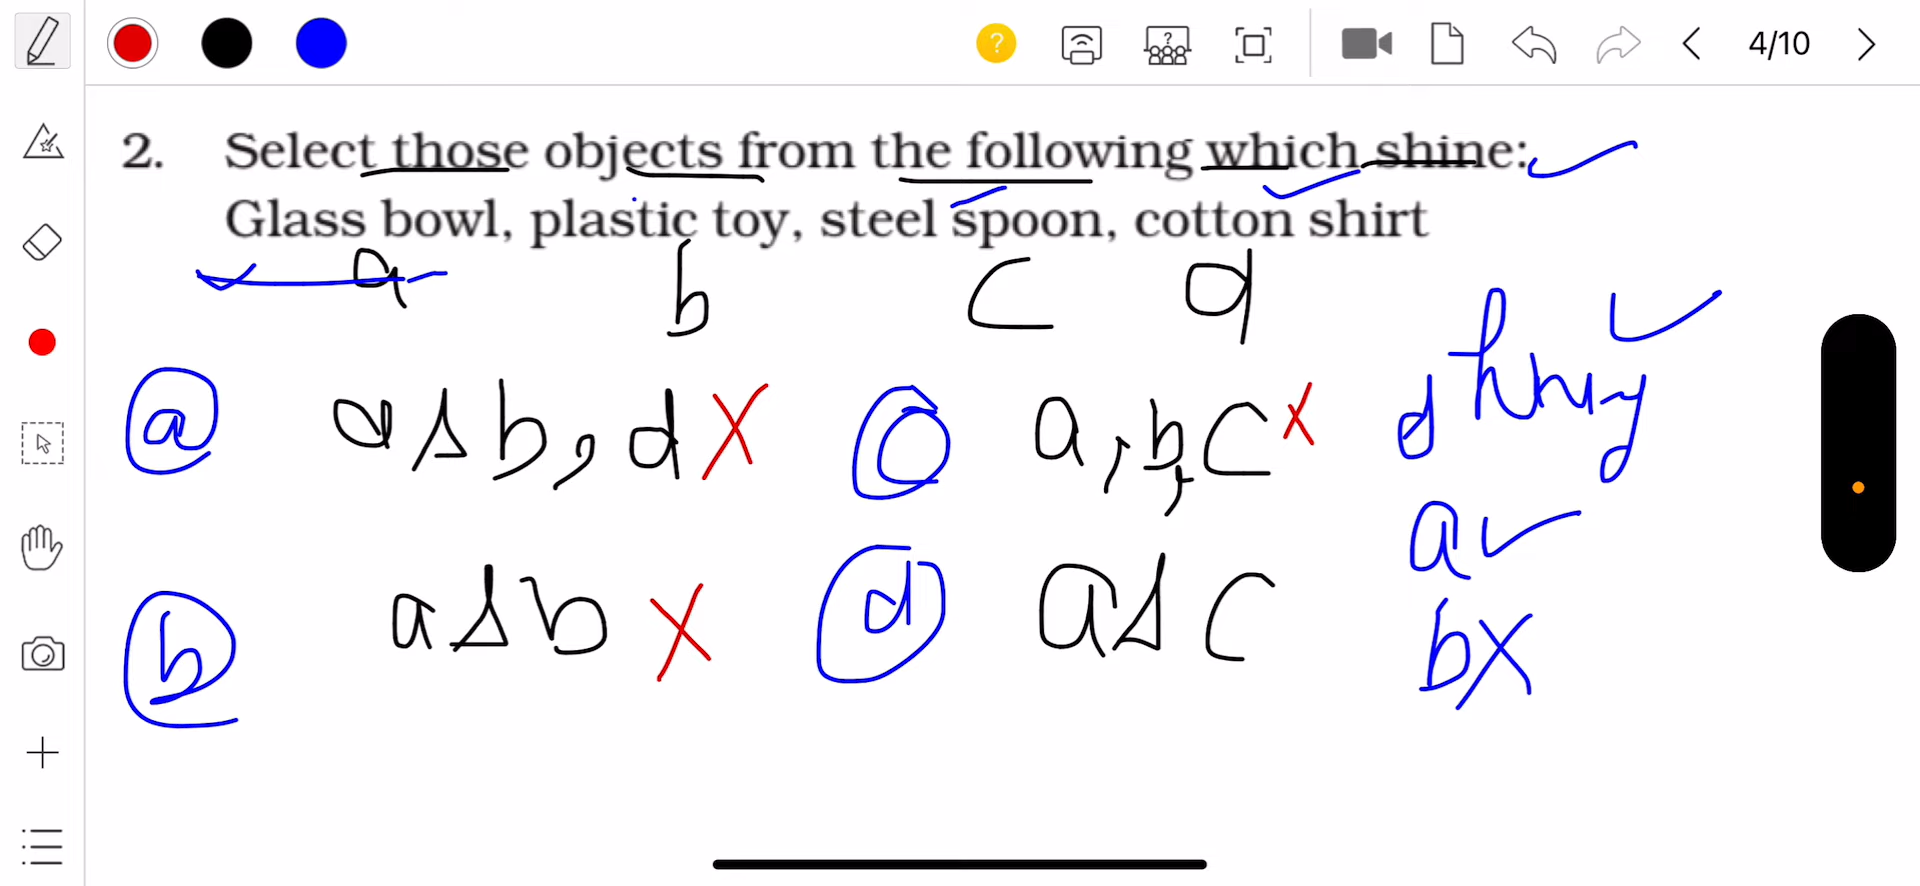 4/10
2. Select those objects from the following which shine:
Glass bowl, plastic toy, steel spoon, cotton shirt
a b c d
a a & b, d X c a, b, c X
b a & b X d a & c
a ✓
b X